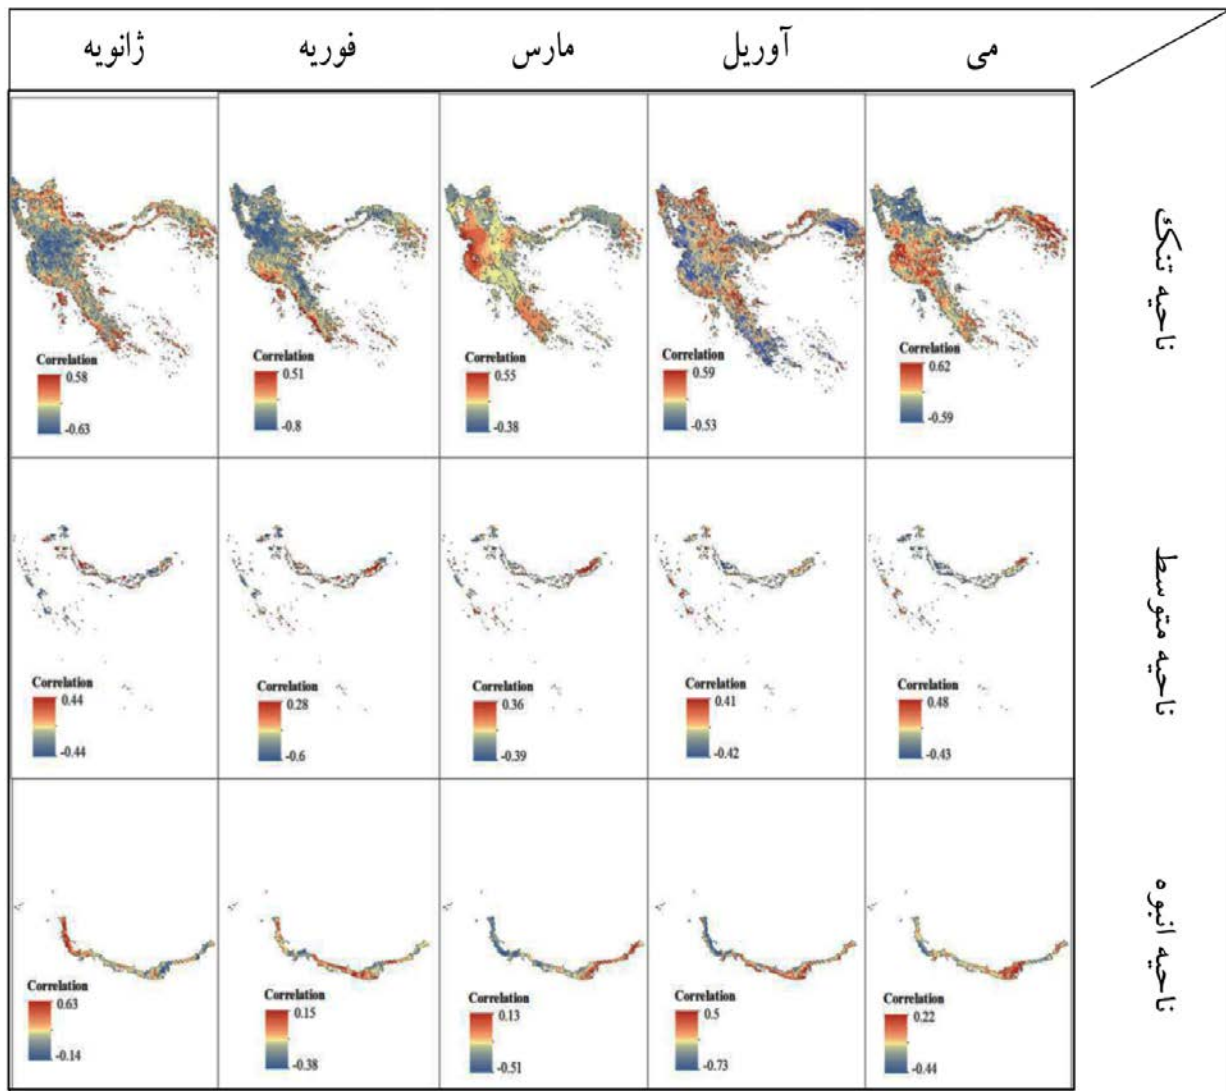 می
آوریل
مارس
فوریه
ژانویه
ناحیه تنک
Correlation
0.62
-0.59
Correlation
0.59
-0.53
Correlation
0.55
-0.38
Correlation
0.51
-0.8
Correlation
0.58
-0.63
ناحیه متوسط
Correlation
0.48
-0.43
Correlation
0.41
-0.42
Correlation
0.36
-0.39
Correlation
0.28
-0.6
Correlation
0.44
-0.44
ناحیه انبوه
Correlation
0.22
-0.44
Correlation
0.5
-0.73
Correlation
0.13
-0.51
Correlation
0.15
-0.38
Correlation
0.63
-0.14